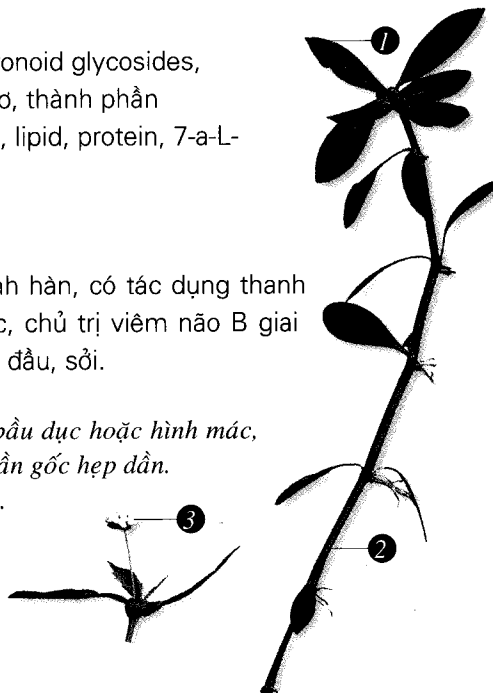 onoid glycosides,
ơ, thành phần
, lipid, protein, 7-a-L-
nh hàn, có tác dụng thanh
c, chủ trị viêm não B giai
đầu, sởi.
bầu dục hoặc hình mác,
ần gốc hẹp dần.
.
1
3
2